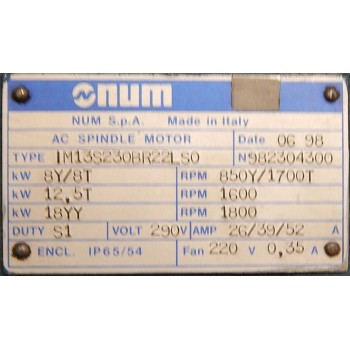 num
NUM S.p.A. Made in Italy
AC SPINDLE MOTOR Date 06 98
TYPE IM13S230BR22LS0 N982304300
kW 8Y/8T RPM 850Y/1700T
kW 12,5T RPM 1600
kW 18YY RPM 1800
DUTY S1 VOLT 290V AMP 26/39/52 A
ENCL. IP65/54 Fan 220 V 0,35 A